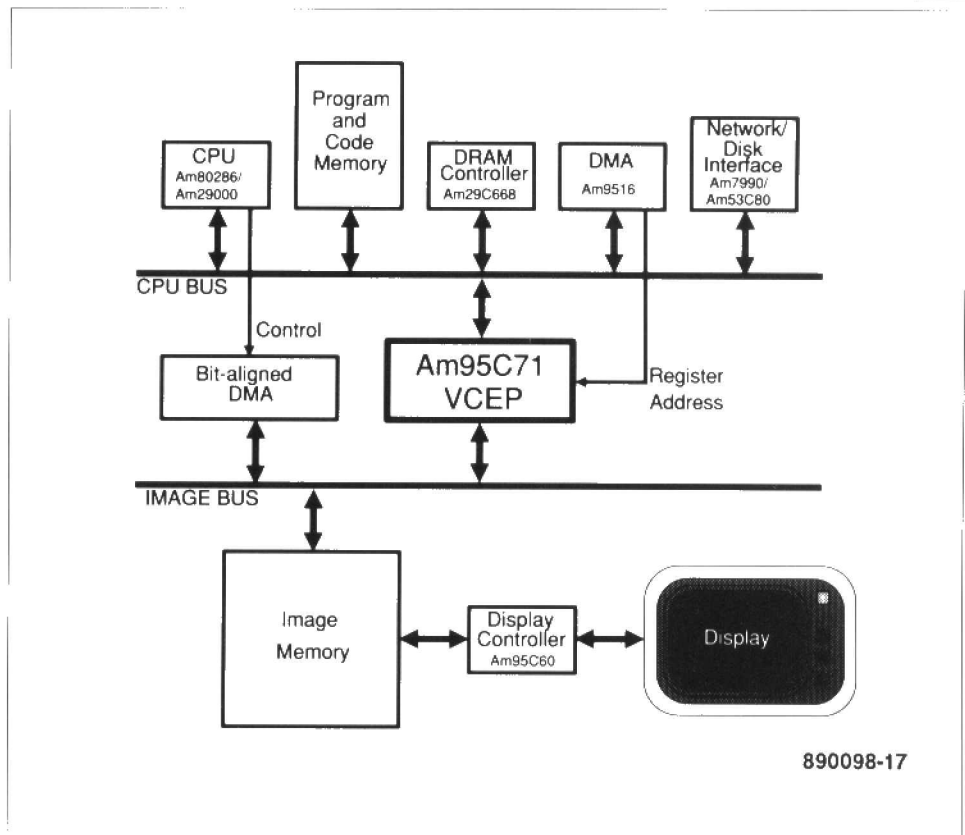 Program
and
Code
Memory
CPU
Am80286/
Am29000
DRAM
Controller
Am29C668
DMA
Am9516
Network/
Disk
Interface
Am7990/
Am53C80
CPU BUS
Control
Bit-aligned
DMA
Am95C71
VCEP
Register
Address
IMAGE BUS
Image
Memory
Display
Controller
Am95C60
Display
890098-17